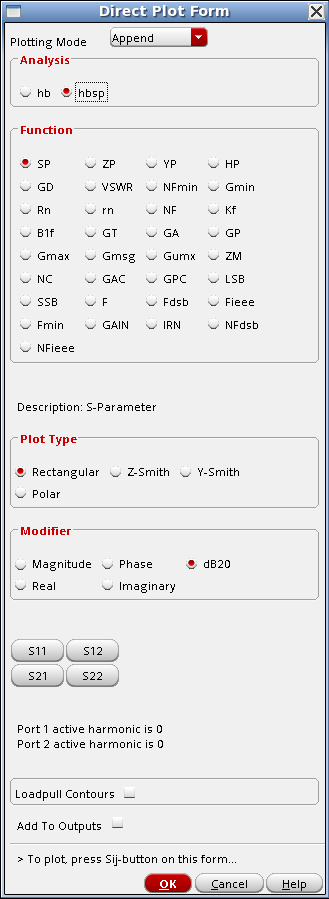 Direct Plot Form
Plotting Mode Append
Analysis
hb hbsp
Function
SP ZP YP HP
GD VSWR NFmin Gmin
Rn rn NF Kf
B1f GT GA GP
Gmax Gmsg Gumx ZM
NC GAC GPC LSB
SSB F Fdsb Fieee
Fmin GAIN IRN NFdsb
NFieee
Description: S-Parameter
Plot Type
Rectangular Z-Smith Y-Smith
Polar
Modifier
Magnitude Phase dB20
Real Imaginary
S11 S12
S21 S22
Port 1 active harmonic is 0
Port 2 active harmonic is 0
Loadpull Contours
Add To Outputs
> To plot, press Sij-button on this form...
OK Cancel Help